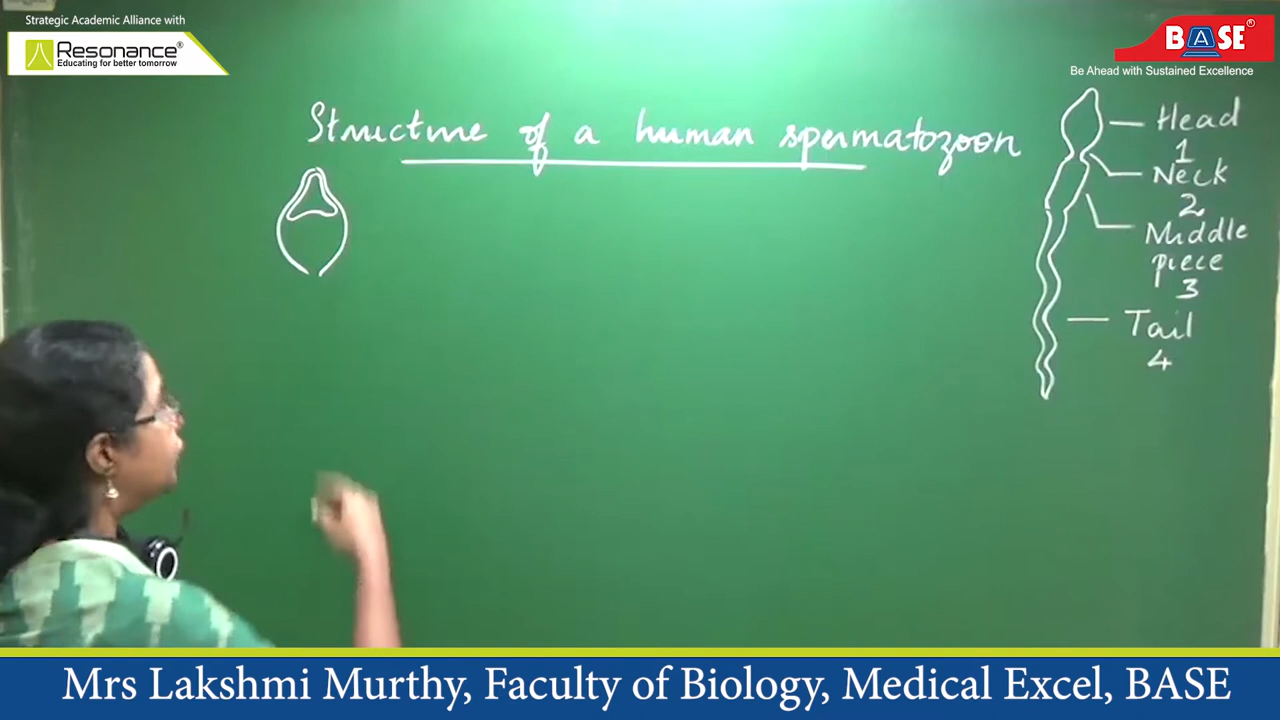 Strategic Academic Alliance with
Resonance®
Educating for better tomorrow
BASE®
Be Ahead with Sustained Excellence
Structure of a human spermatozoon
Head
1
Neck
2
Middle
piece
3
Tail
4
Mrs Lakshmi Murthy, Faculty of Biology, Medical Excel, BASE